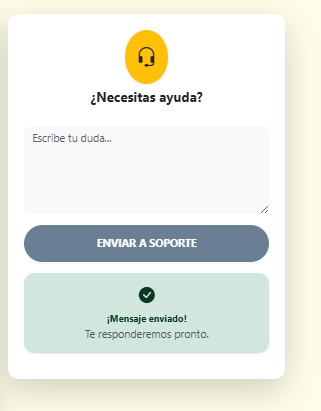 ¿Necesitas ayuda?
Escribe tu duda...
ENVIAR A SOPORTE
¡Mensaje enviado!
Te responderemos pronto.